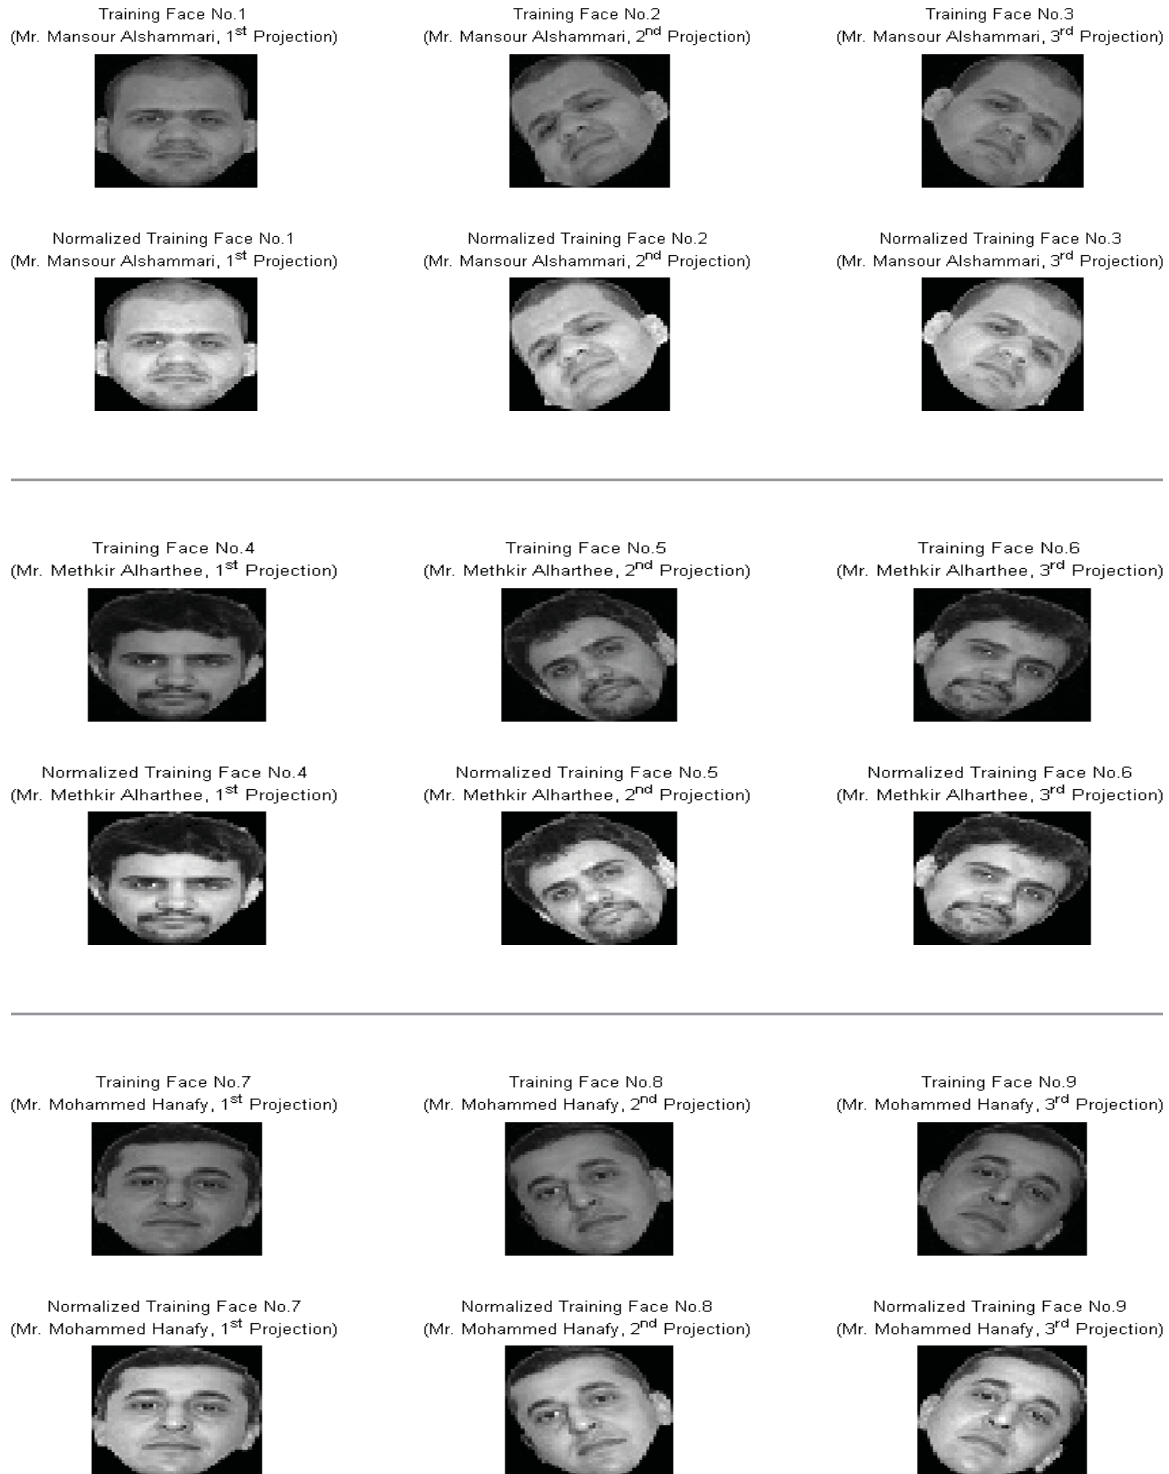 Training Face No.1
(Mr. Mansour Alshammari, 1st Projection)
Training Face No.2
(Mr. Mansour Alshammari, 2nd Projection)
Training Face No.3
(Mr. Mansour Alshammari, 3rd Projection)
Normalized Training Face No.1
(Mr. Mansour Alshammari, 1st Projection)
Normalized Training Face No.2
(Mr. Mansour Alshammari, 2nd Projection)
Normalized Training Face No.3
(Mr. Mansour Alshammari, 3rd Projection)
Training Face No.4
(Mr. Methkir Alharthee, 1st Projection)
Training Face No.5
(Mr. Methkir Alharthee, 2nd Projection)
Training Face No.6
(Mr. Methkir Alharthee, 3rd Projection)
Normalized Training Face No.4
(Mr. Methkir Alharthee, 1st Projection)
Normalized Training Face No.5
(Mr. Methkir Alharthee, 2nd Projection)
Normalized Training Face No.6
(Mr. Methkir Alharthee, 3rd Projection)
Training Face No.7
(Mr. Mohammed Hanafy, 1st Projection)
Training Face No.8
(Mr. Mohammed Hanafy, 2nd Projection)
Training Face No.9
(Mr. Mohammed Hanafy, 3rd Projection)
Normalized Training Face No.7
(Mr. Mohammed Hanafy, 1st Projection)
Normalized Training Face No.8
(Mr. Mohammed Hanafy, 2nd Projection)
Normalized Training Face No.9
(Mr. Mohammed Hanafy, 3rd Projection)